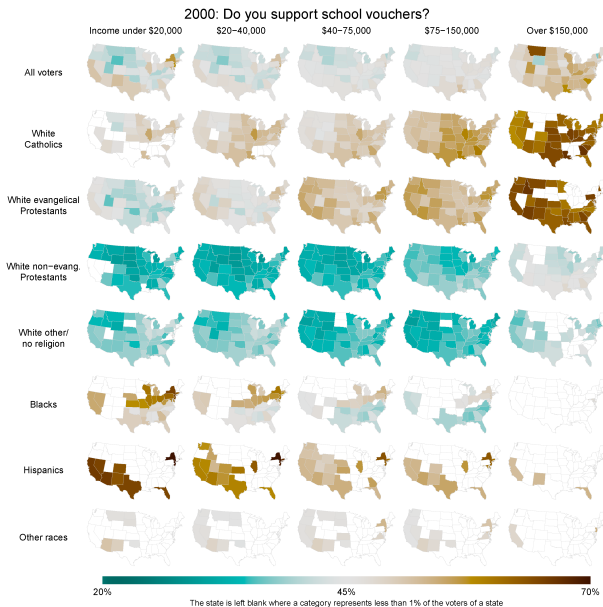 2000: Do you support school vouchers?
Income under $20,000 $20−40,000 $40−75,000 $75−150,000 Over $150,000
All voters
White
Catholics
White evangelical
Protestants
White non−evang.
Protestants
White other/
no religion
Blacks
Hispanics
Other races
20% 45% 70%
The state is left blank where a category represents less than 1% of the voters of a state